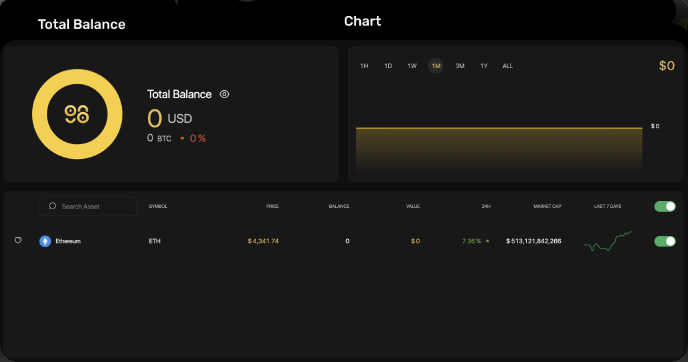 Total Balance
Chart
Total Balance
0 USD
0 BTC 0 %
1H 1D 1W 1M 3M 1Y ALL
$0
$ 0
Search Asset SYMBOL PRICE BALANCE VALUE 24H MARKET CAP LAST 7 DAYS
Ethereum ETH $ 4,341.74 0 $ 0 7.36 % $ 513,121,842,266